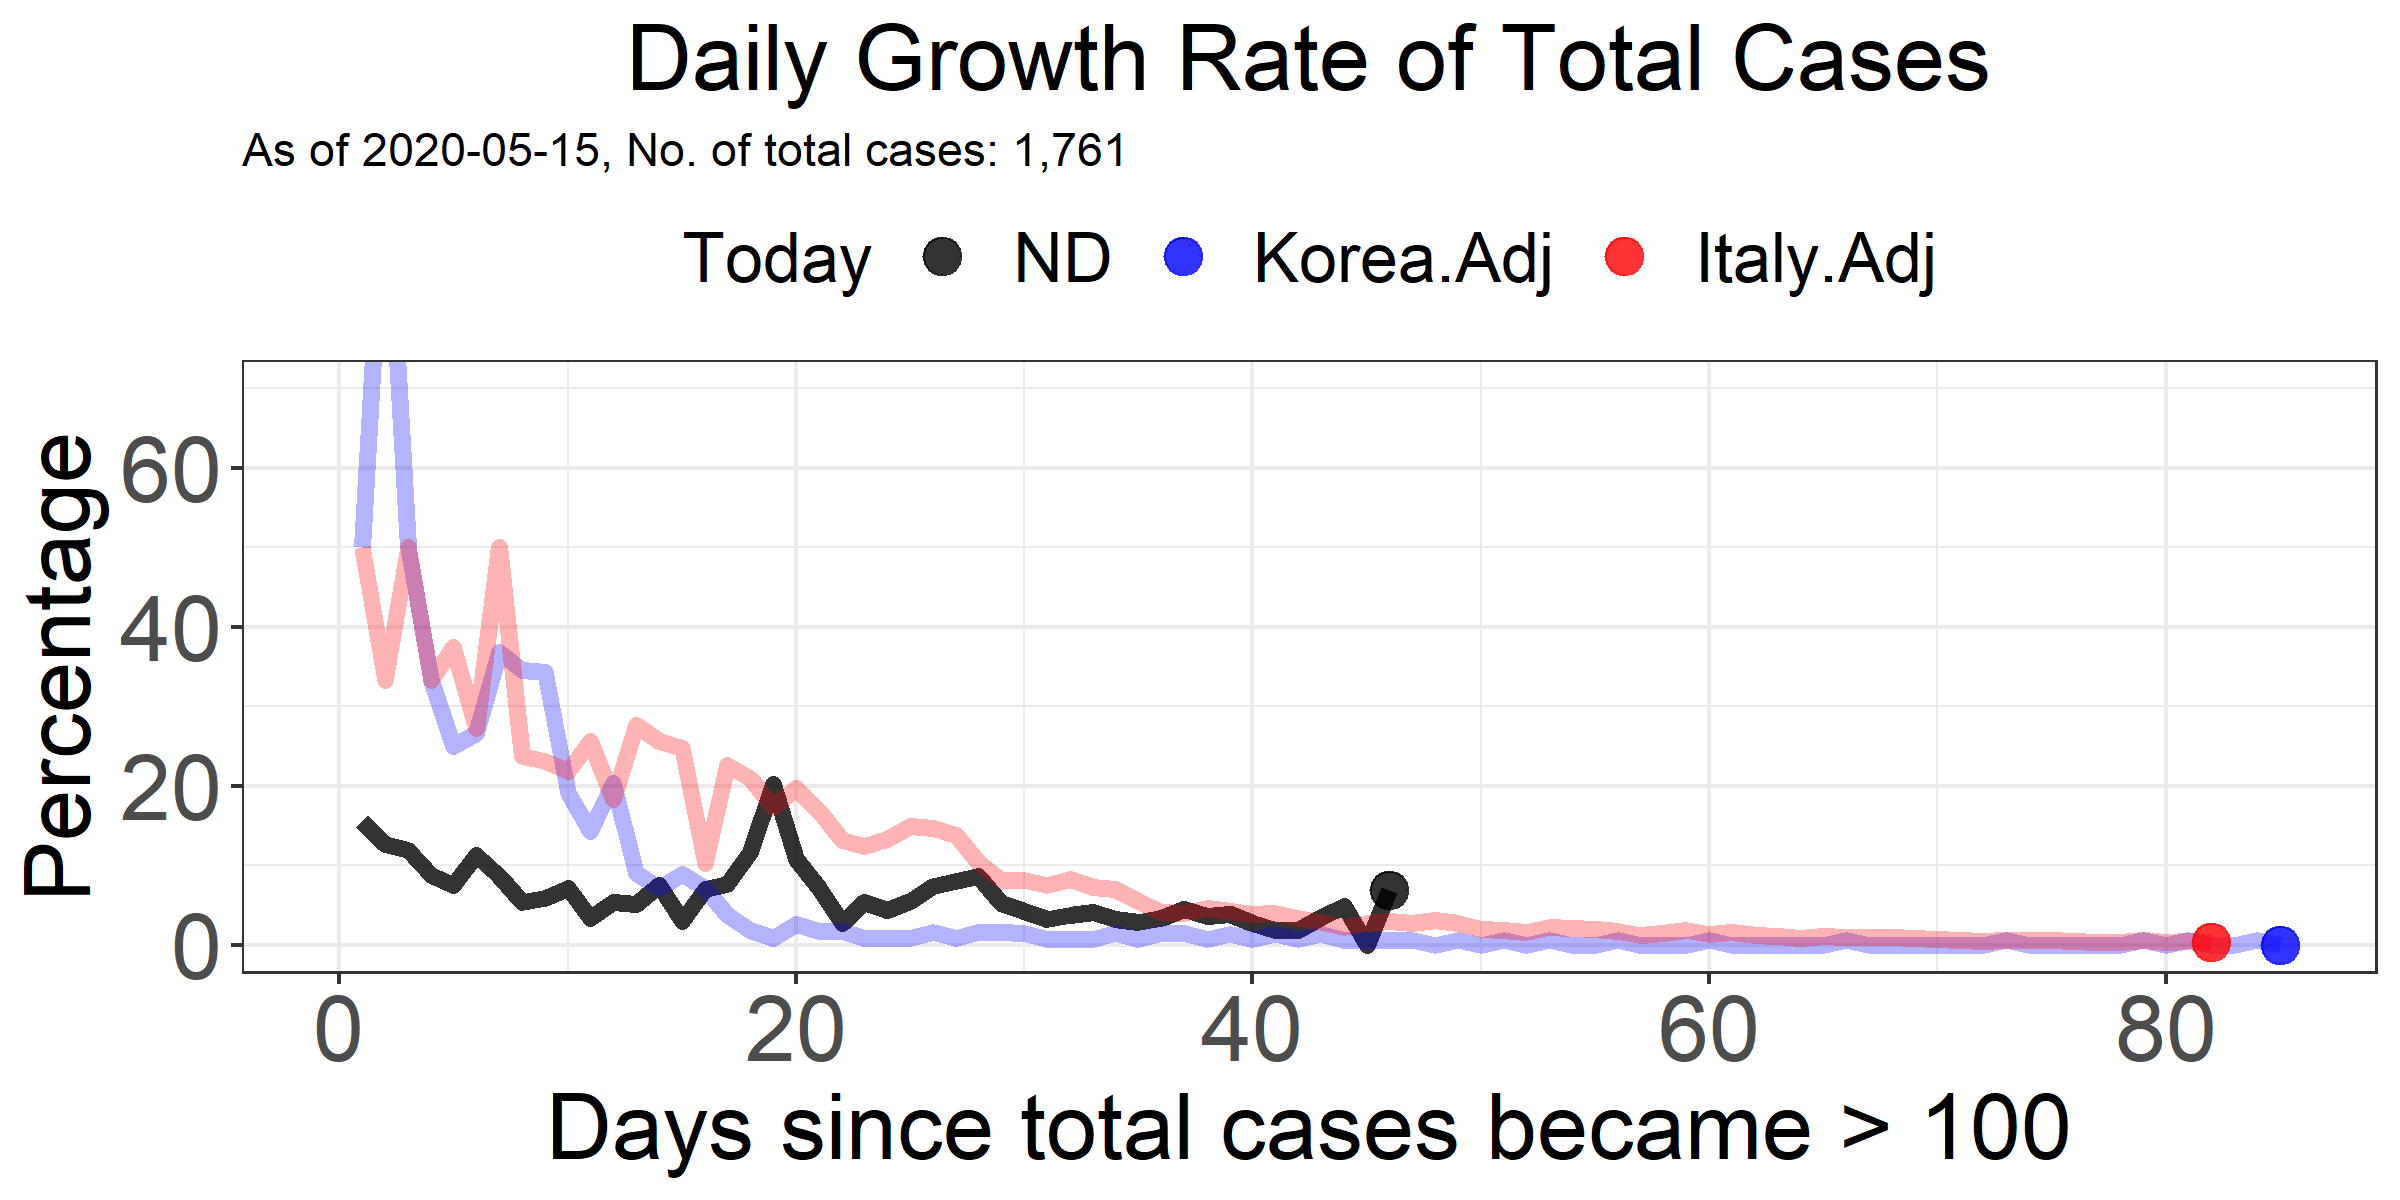 Daily Growth Rate of Total Cases
As of 2020-05-15, No. of total cases: 1,761
Today ND Korea.Adj Italy.Adj
Percentage
60
40
20
0
0 20 40 60 80
Days since total cases became > 100